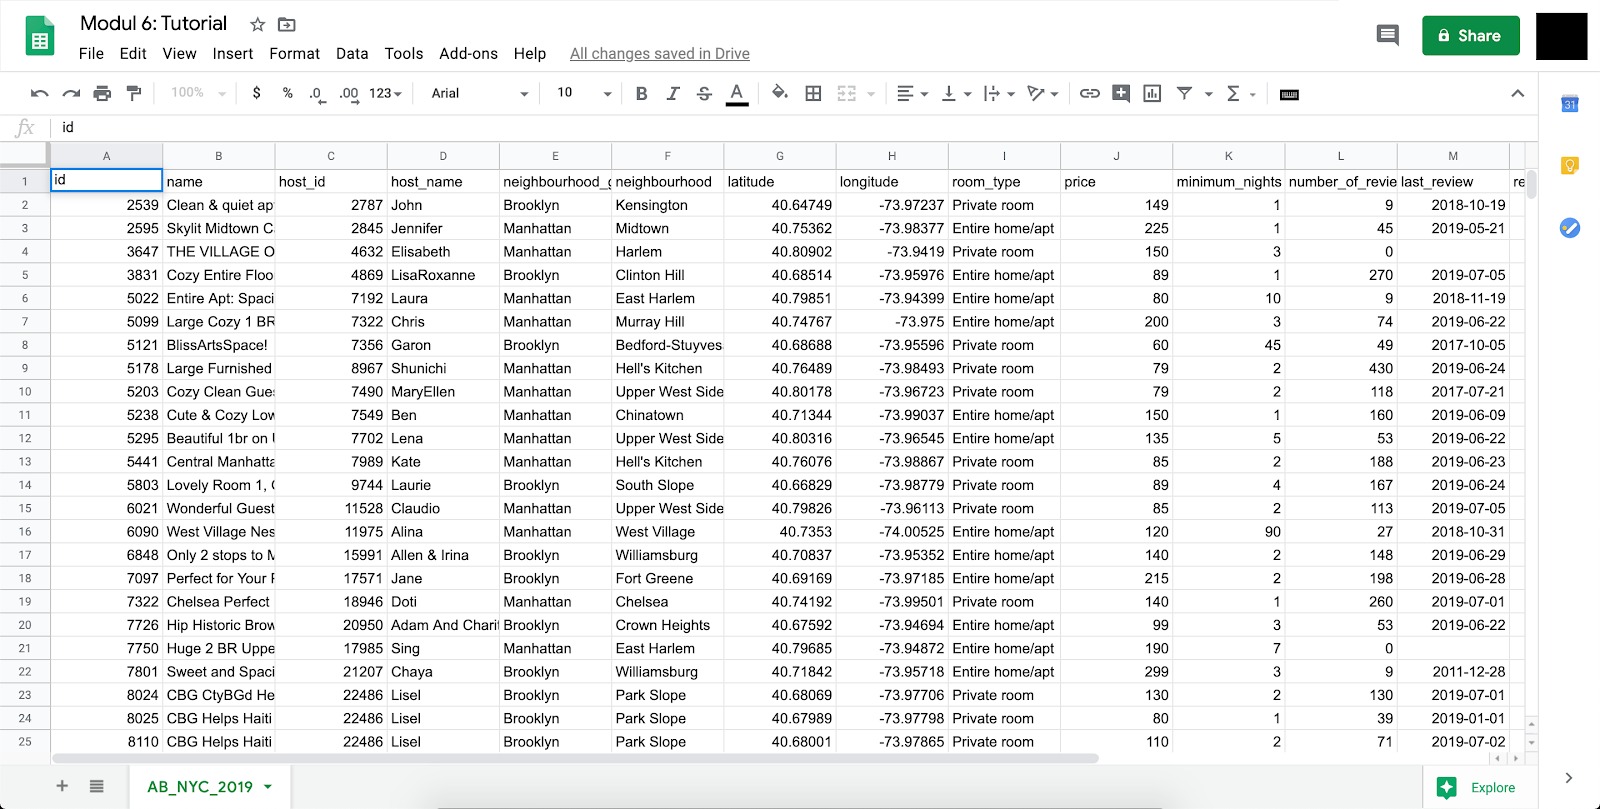 Modul 6: Tutorial
File Edit View Insert Format Data Tools Add-ons Help All changes saved in Drive
Share
100% $ % .0 .00 123 Arial 10 B I S A
31
fx id
A B C D E F G H I J K L M
1 id name host_id host_name neighbourhood_g neighbourhood latitude longitude room_type price minimum_nights number_of_revie last_review re
2 2539 Clean & quiet ap 2787 John Brooklyn Kensington 40.64749 -73.97237 Private room 149 1 9 2018-10-19
3 2595 Skylit Midtown C 2845 Jennifer Manhattan Midtown 40.75362 -73.98377 Entire home/apt 225 1 45 2019-05-21
4 3647 THE VILLAGE O 4632 Elisabeth Manhattan Harlem 40.80902 -73.9419 Private room 150 3 0
5 3831 Cozy Entire Floo 4869 LisaRoxanne Brooklyn Clinton Hill 40.68514 -73.95976 Entire home/apt 89 1 270 2019-07-05
6 5022 Entire Apt: Spaci 7192 Laura Manhattan East Harlem 40.79851 -73.94399 Entire home/apt 80 10 9 2018-11-19
7 5099 Large Cozy 1 BR 7322 Chris Manhattan Murray Hill 40.74767 -73.975 Entire home/apt 200 3 74 2019-06-22
8 5121 BlissArtsSpace! 7356 Garon Brooklyn Bedford-Stuyves 40.68688 -73.95596 Private room 60 45 49 2017-10-05
9 5178 Large Furnished 8967 Shunichi Manhattan Hell's Kitchen 40.76489 -73.98493 Private room 79 2 430 2019-06-24
10 5203 Cozy Clean Gue 7490 MaryEllen Manhattan Upper West Side 40.80178 -73.96723 Private room 79 2 118 2017-07-21
11 5238 Cute & Cozy Low 7549 Ben Manhattan Chinatown 40.71344 -73.99037 Entire home/apt 150 1 160 2019-06-09
12 5295 Beautiful 1br on 7702 Lena Manhattan Upper West Side 40.80316 -73.96545 Entire home/apt 135 5 53 2019-06-22
13 5441 Central Manhatta 7989 Kate Manhattan Hell's Kitchen 40.76076 -73.98867 Private room 85 2 188 2019-06-23
14 5803 Lovely Room 1, 9744 Laurie Brooklyn South Slope 40.66829 -73.98779 Private room 89 4 167 2019-06-24
15 6021 Wonderful Guest 11528 Claudio Manhattan Upper West Side 40.79826 -73.96113 Private room 85 2 113 2019-07-05
16 6090 West Village Nes 11975 Alina Manhattan West Village 40.7353 -74.00525 Entire home/apt 120 90 27 2018-10-31
17 6848 Only 2 stops to M 15991 Allen & Irina Brooklyn Williamsburg 40.70837 -73.95352 Entire home/apt 140 2 148 2019-06-29
18 7097 Perfect for Your 17571 Jane Brooklyn Fort Greene 40.69169 -73.97185 Entire home/apt 215 2 198 2019-06-28
19 7322 Chelsea Perfect 18946 Doti Manhattan Chelsea 40.74192 -73.99501 Private room 140 1 260 2019-07-01
20 7726 Hip Historic Brow 20950 Adam And Charit Brooklyn Crown Heights 40.67592 -73.94694 Entire home/apt 99 3 53 2019-06-22
21 7750 Huge 2 BR Uppe 17985 Sing Manhattan East Harlem 40.79685 -73.94872 Entire home/apt 190 7 0
22 7801 Sweet and Spaci 21207 Chaya Brooklyn Williamsburg 40.71842 -73.95718 Entire home/apt 299 3 9 2011-12-28
23 8024 CBG CtyBGd He 22486 Lisel Brooklyn Park Slope 40.68069 -73.97706 Private room 130 2 130 2019-07-01
24 8025 CBG Helps Haiti 22486 Lisel Brooklyn Park Slope 40.67989 -73.97798 Private room 80 1 39 2019-01-01
25 8110 CBG Helps Haiti 22486 Lisel Brooklyn Park Slope 40.68001 -73.97865 Private room 110 2 71 2019-07-02
AB_NYC_2019
Explore